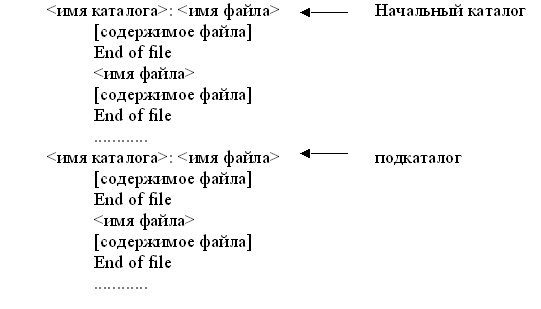 <имя каталога>: <имя файла> Начальный каталог
[содержимое файла]
End of file
<имя файла>
[содержимое файла]
End of file
............
<имя каталога>: <имя файла> подкаталог
[содержимое файла]
End of file
<имя файла>
[содержимое файла]
End of file
............